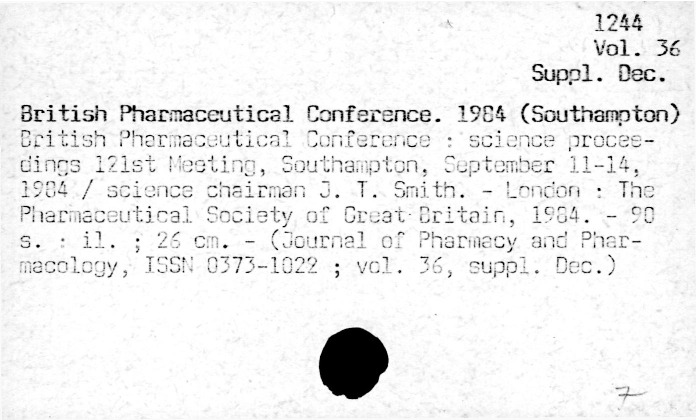 1244
Vol. 36
Suppl. Dec.
British Pharmaceutical Conference. 1984 (Southampton)
British Pharmaceutical Conference : science procee-
dings 121st Meeting, Southampton, September 11-14,
1984 / science chairman J. T. Smith. - London : The
Pharmaceutical Society of Great Britain, 1984. - 90
s. : il. ; 26 cm. - (Journal of Pharmacy and Phar-
macology, ISSN 0373-1022 ; vol. 36, suppl. Dec.)
7